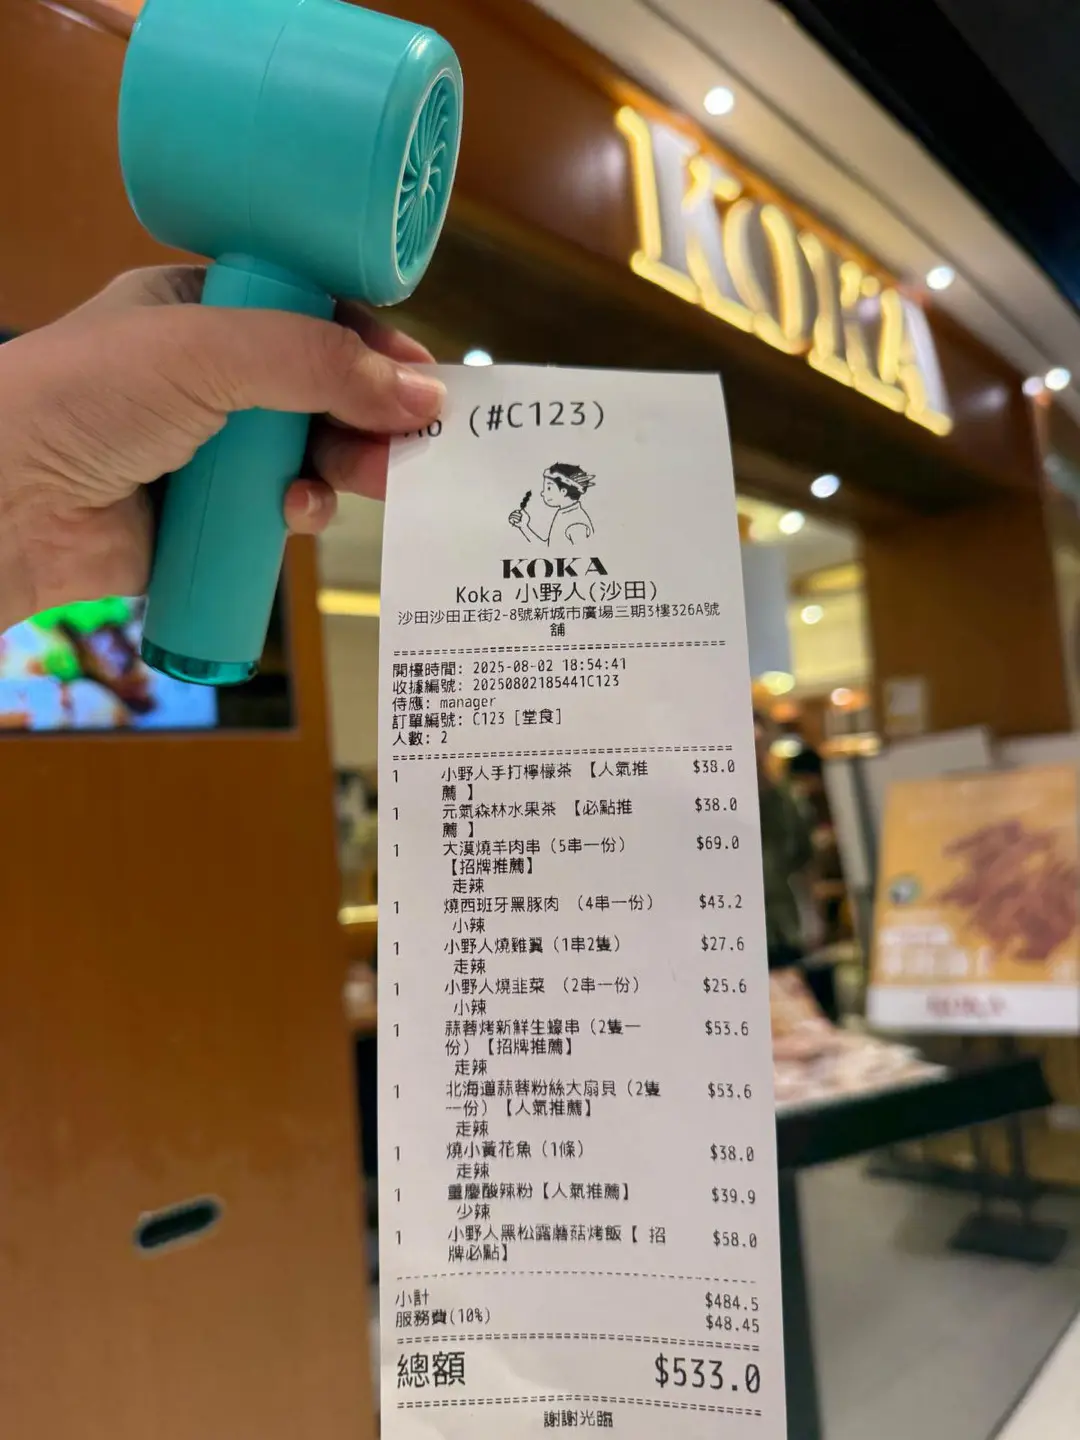 KOKA
(#C123)
KOKA
Koka 小野人(沙田)
沙田沙田正街2-8號新城市廣場三期3樓326A號
舖
開檯時間: 2025-08-02 18:54:41
收據編號: 20250802185441C123
侍應: manager
訂單編號: C123 [堂食]
人數: 2
1 小野人手打檸檬茶 【人氣推 $38.0
薦 】
1 元氣森林水果茶 【必點推 $38.0
薦 】
1 大漠燒羊肉串（5串一份） $69.0
【招牌推薦】
走辣
1 燒西班牙黑豚肉 （4串一份） $43.2
小辣
1 小野人燒雞翼（1串2隻） $27.6
走辣
1 小野人燒韭菜 （2串一份） $25.6
小辣
1 蒜蓉烤新鮮生蠔串（2隻一 $53.6
份）【招牌推薦】
走辣
1 北海道蒜蓉粉絲大扇貝（2隻 $53.6
一份）【人氣推薦】
走辣
1 燒小黃花魚（1條） $38.0
走辣
1 重慶酸辣粉【人氣推薦】 $39.9
少辣
1 小野人黑松露蘑菇烤飯【 招 $58.0
牌必點】
小計 $484.5
服務費(10%) $48.45
總額 $533.0
謝謝光臨